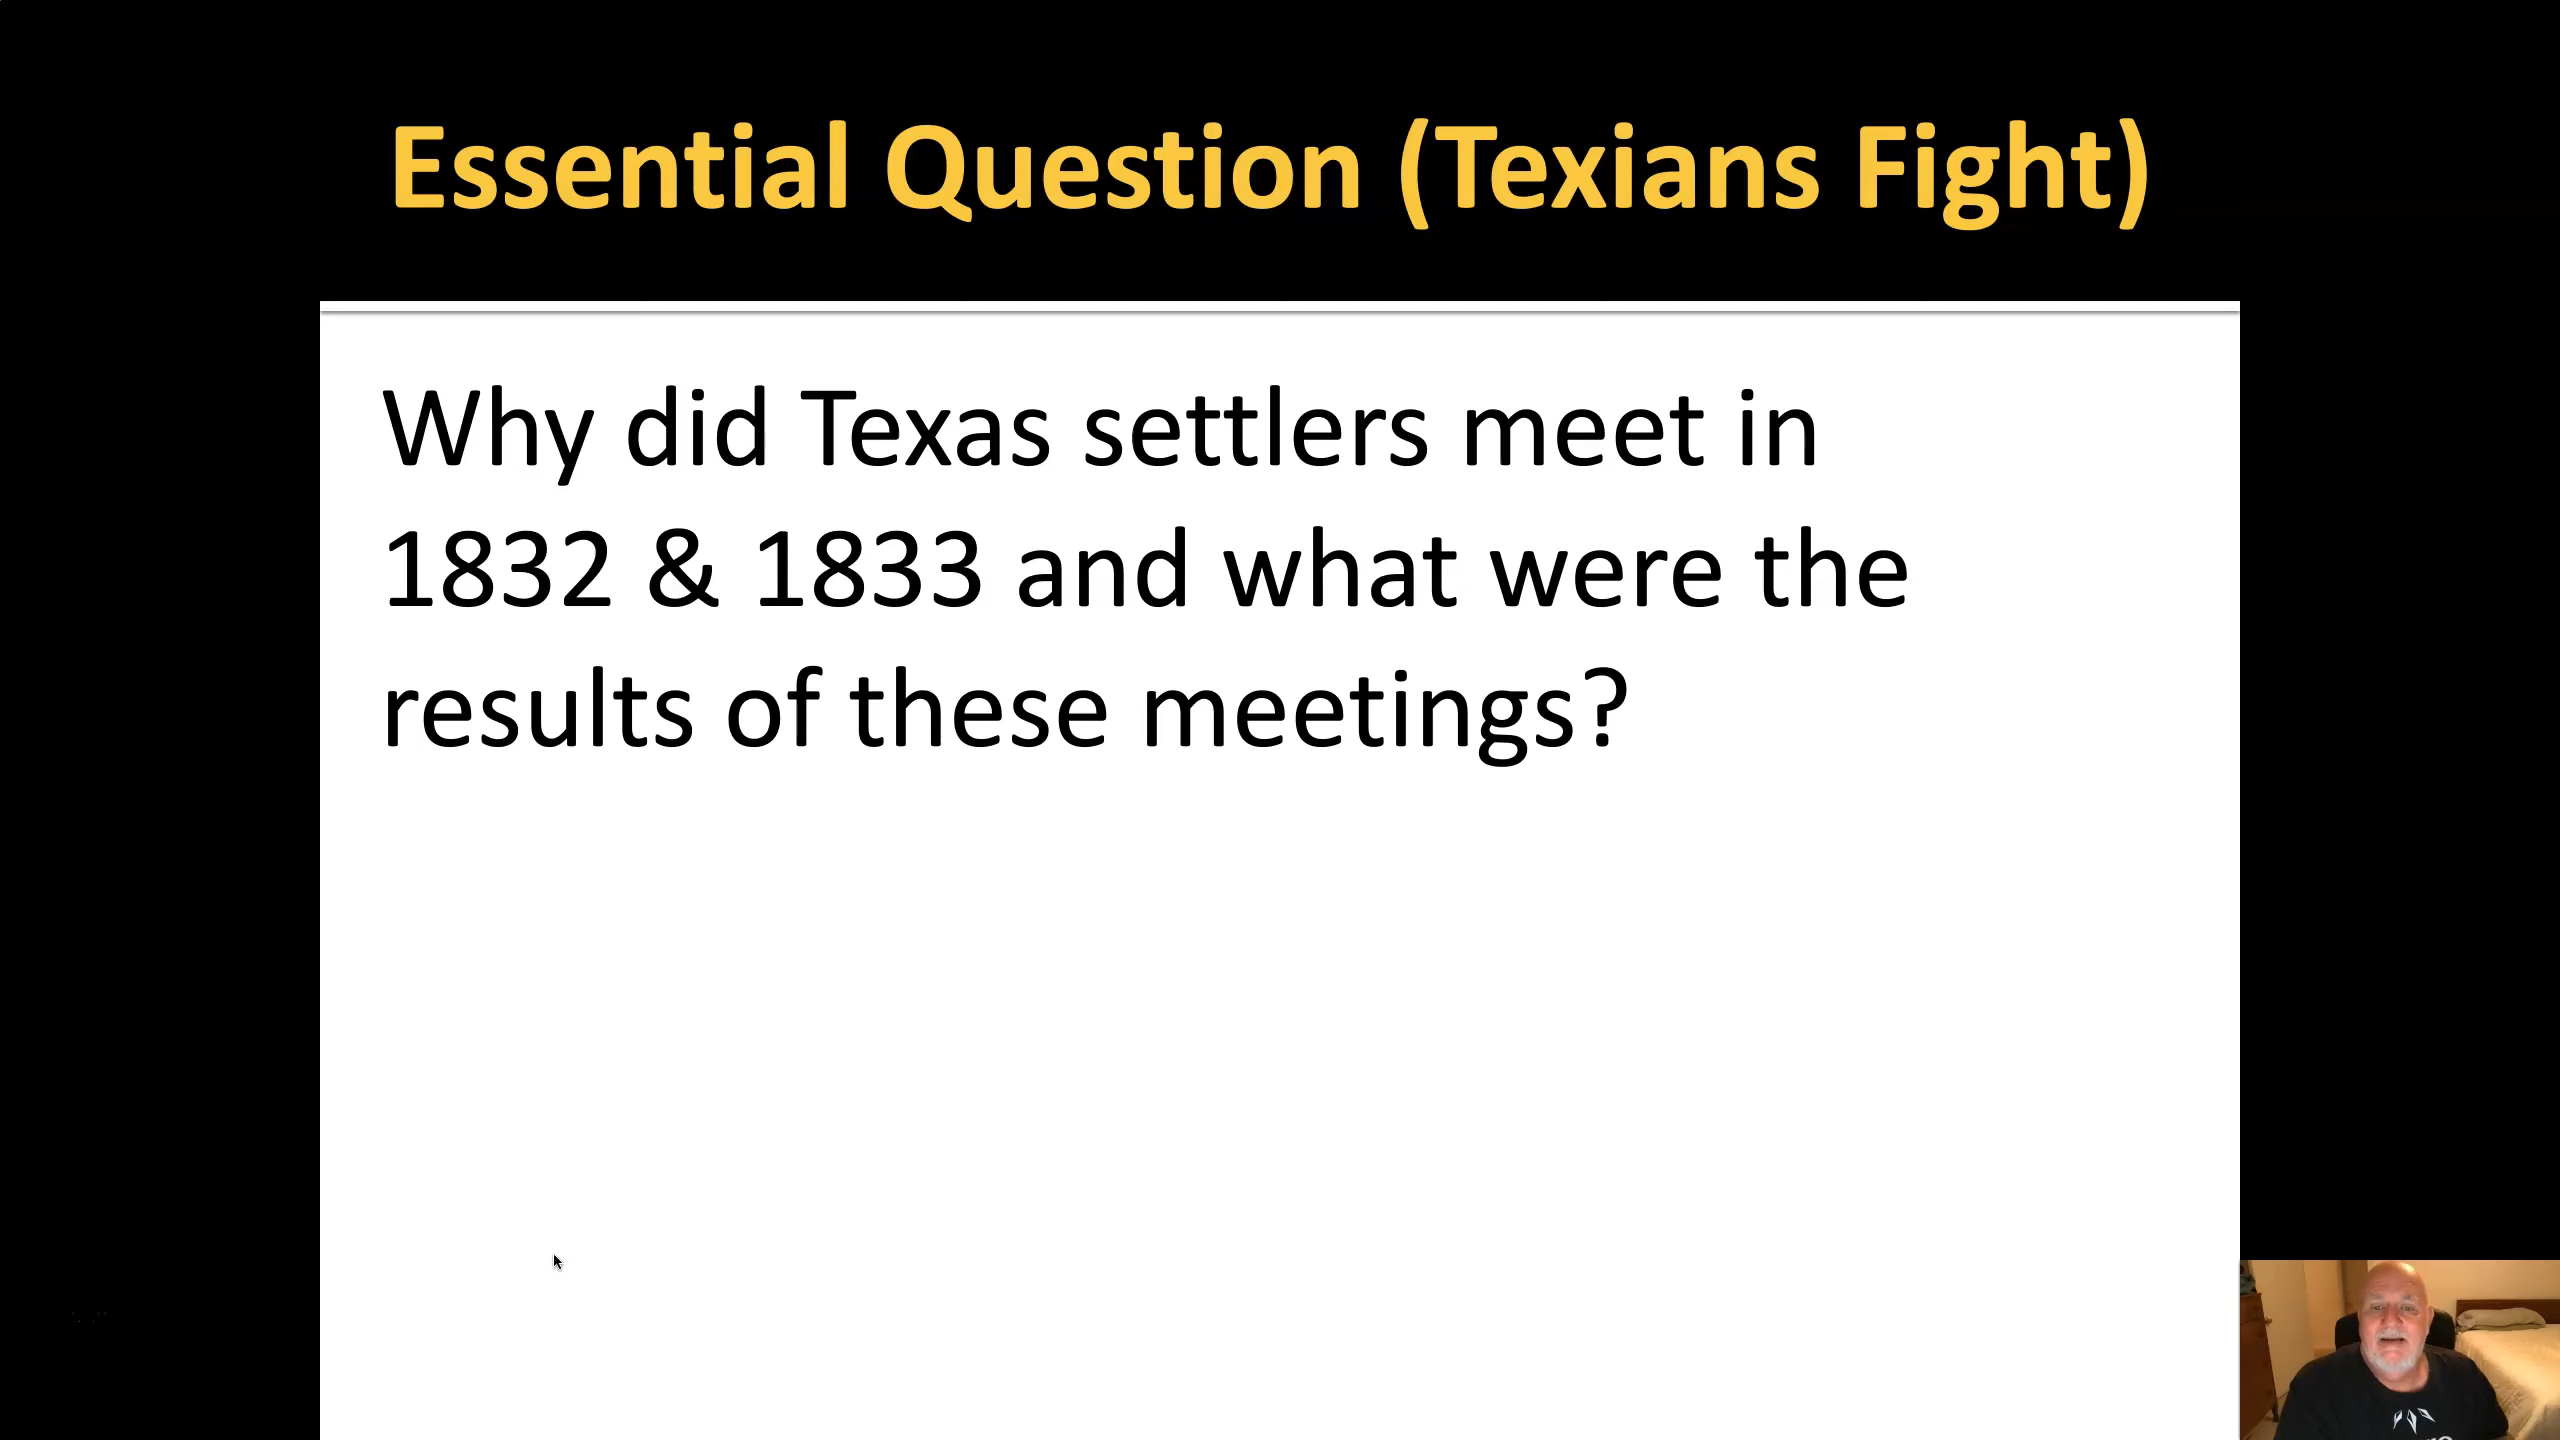 Essential Question (Texians Fight)
Why did Texas settlers meet in
1832 & 1833 and what were the
results of these meetings?